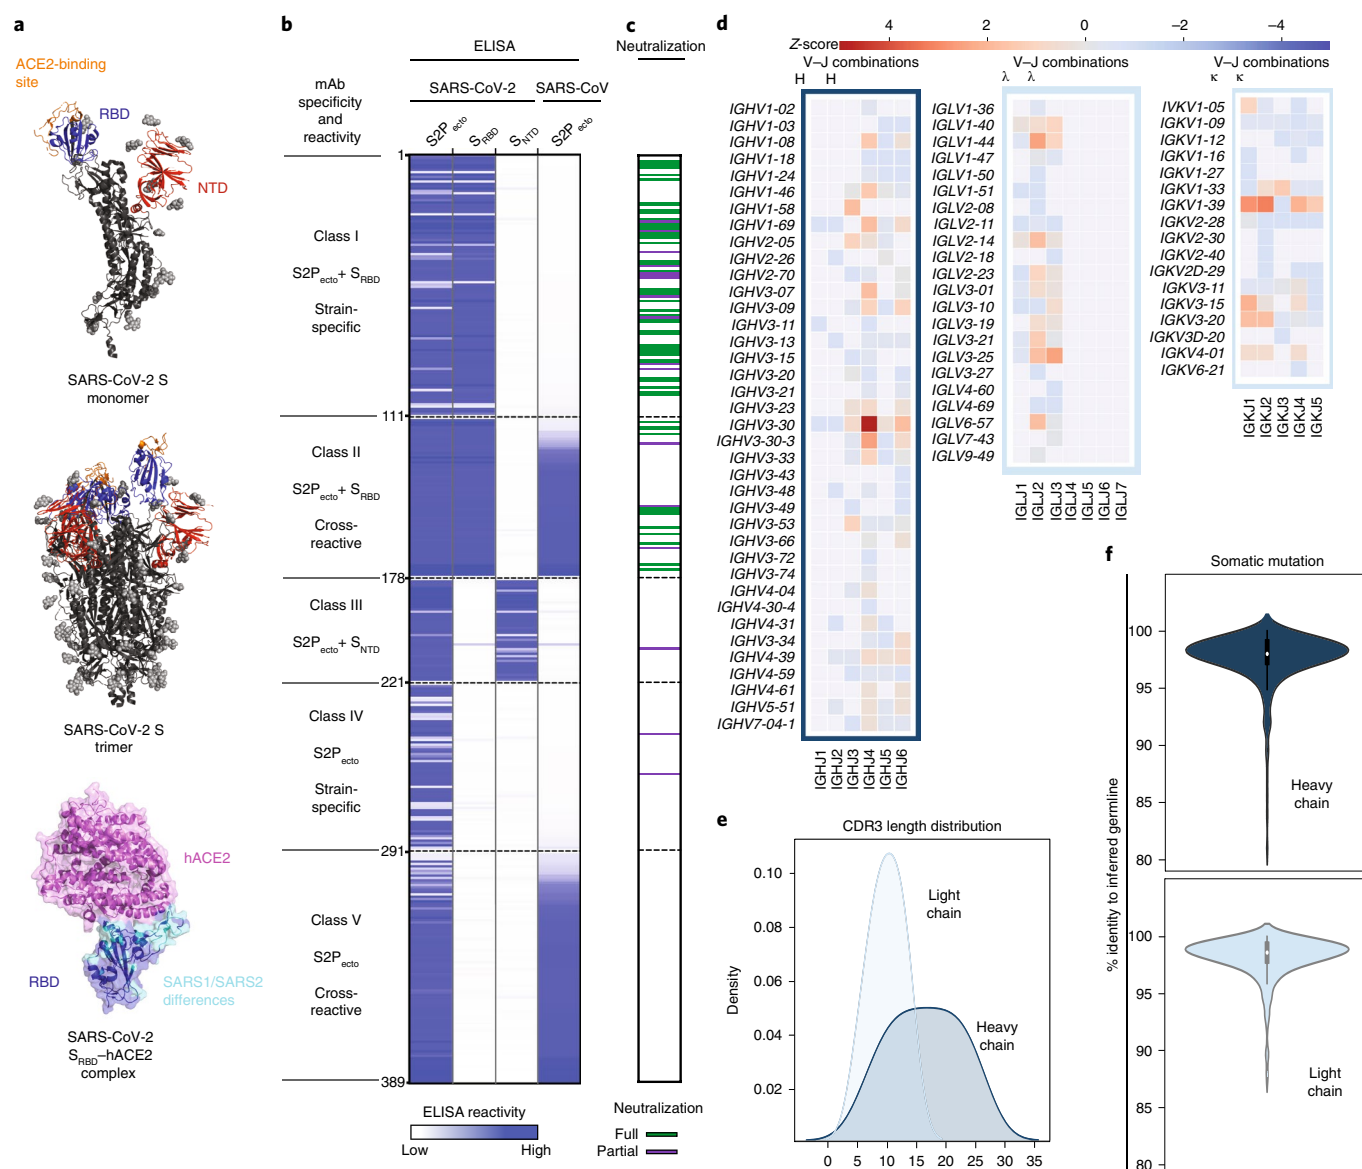 a
ACE2-binding
site
RBD
NTD
SARS-CoV-2 S
monomer
SARS-CoV-2 S
trimer
hACE2
RBD
SARS1/SARS2
differences
SARS-CoV-2
SRBD–hACE2
complex
b
ELISA
mAb
specificity
and
reactivity
SARS-CoV-2
SARS-CoV
S2Pecto
SRBD
SNTD
S2Pecto
1
Class I
S2Pecto+ SRBD
Strain-
specific
111
Class II
S2Pecto + SRBD
Cross-
reactive
178
Class III
S2Pecto+ SNTD
221
Class IV
S2Pecto
Strain-
specific
291
Class V
S2Pecto
Cross-
reactive
389
ELISA reactivity
Low
High
c
Neutralization
Neutralization
Full
Partial
d
4 2 0 −2 −4
Z-score
V–J combinations
H H
IGHV1-02
IGHV1-03
IGHV1-08
IGHV1-18
IGHV1-24
IGHV1-46
IGHV1-58
IGHV1-69
IGHV2-05
IGHV2-26
IGHV2-70
IGHV3-07
IGHV3-09
IGHV3-11
IGHV3-13
IGHV3-15
IGHV3-20
IGHV3-21
IGHV3-23
IGHV3-30
IGHV3-30-3
IGHV3-33
IGHV3-43
IGHV3-48
IGHV3-49
IGHV3-53
IGHV3-66
IGHV3-72
IGHV3-74
IGHV4-04
IGHV4-30-4
IGHV4-31
IGHV3-34
IGHV4-39
IGHV4-59
IGHV4-61
IGHV5-51
IGHV7-04-1
IGHJ1
IGHJ2
IGHJ3
IGHJ4
IGHJ5
IGHJ6
V–J combinations
λ λ
IGLV1-36
IGLV1-40
IGLV1-44
IGLV1-47
IGLV1-50
IGLV1-51
IGLV2-08
IGLV2-11
IGLV2-14
IGLV2-18
IGLV2-23
IGLV3-01
IGLV3-10
IGLV3-19
IGLV3-21
IGLV3-25
IGLV3-27
IGLV4-60
IGLV4-69
IGLV6-57
IGLV7-43
IGLV9-49
IGLJ1
IGLJ2
IGLJ3
IGLJ4
IGLJ5
IGLJ6
IGLJ7
V–J combinations
κ κ
IVKV1-05
IGKV1-09
IGKV1-12
IGKV1-16
IGKV1-27
IGKV1-33
IGKV1-39
IGKV2-28
IGKV2-30
IGKV2-40
IGKV2D-29
IGKV3-11
IGKV3-15
IGKV3-20
IGKV3D-20
IGKV4-01
IGKV6-21
IGKJ1
IGKJ2
IGKJ3
IGKJ4
IGKJ5
e
CDR3 length distribution
Density
0.10
0.08
0.06
0.04
0.02
Light
chain
Heavy
chain
0 5 10 15 20 25 30 35
f
Somatic mutation
% identity to inferred germline
100
95
90
85
80
Heavy
chain
100
95
90
85
80
Light
chain